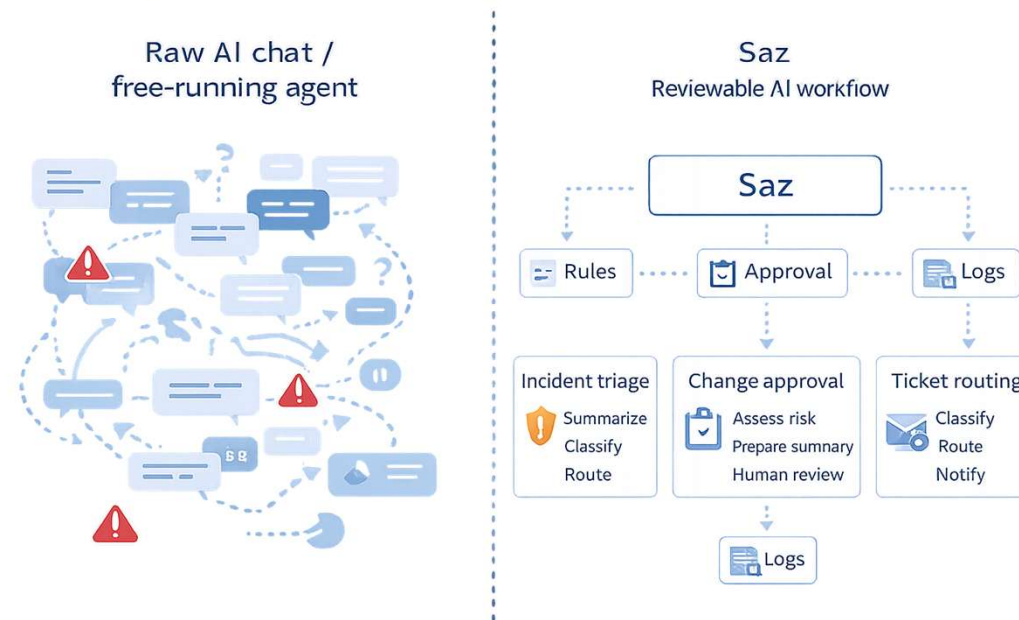 Raw AI chat /
free-running agent
Saz
Reviewable AI workflow
Saz
Rules
Approval
Logs
Incident triage
Summarize
Classify
Route
Change approval
Assess risk
Prepare sumnary
Human review
Ticket routing
Classify
Route
Notify
Logs